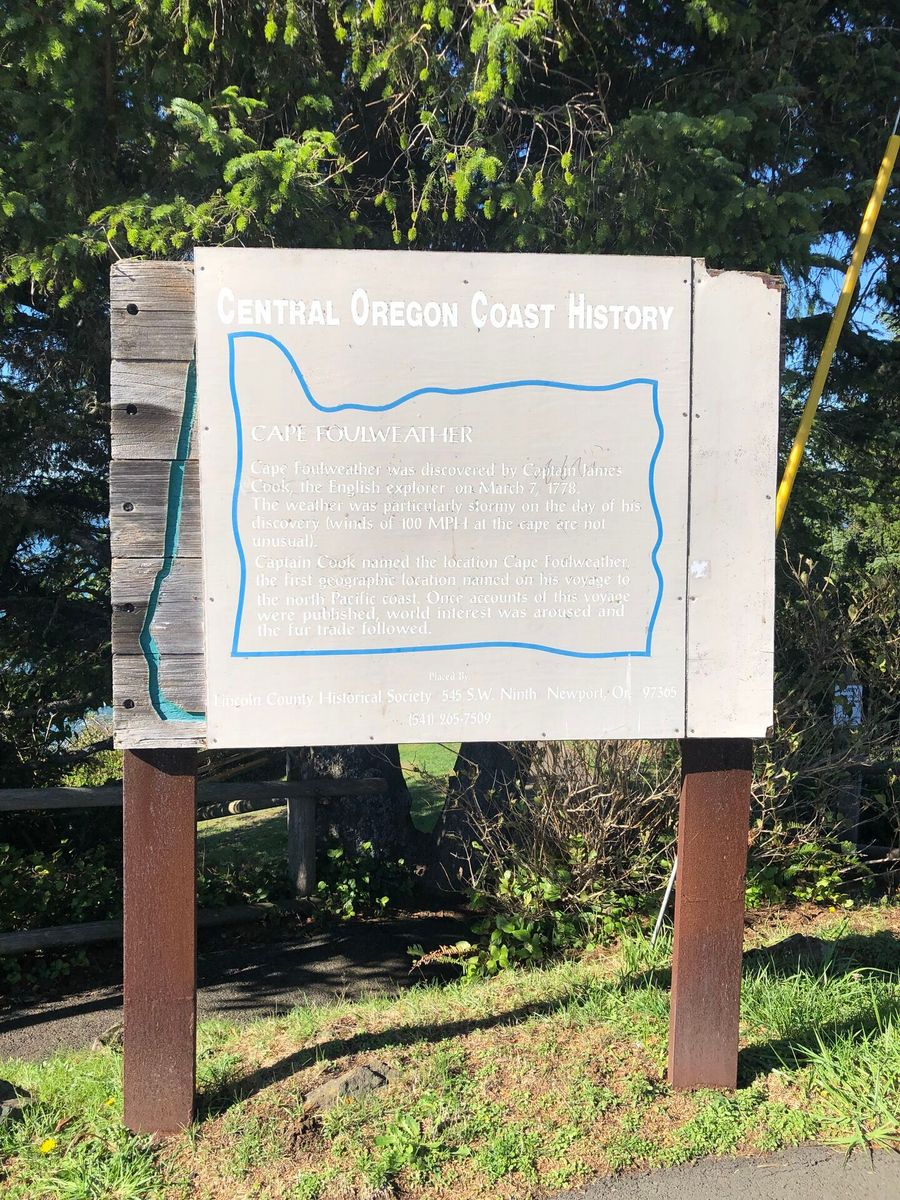 CENTRAL OREGON COAST HISTORY
CAPE FOULWEATHER
Cape Foulweather was discovered by Captain James
Cook, the English explorer on March 7, 1778.
The weather was particularly stormy on the day of his
discovery (winds of 100 MPH at the cape are not
unusual).
Captain Cook named the location Cape Foulweather,
the first geographic location named on his voyage to
the north Pacific coast. Once accounts of this voyage
were published, world interest was aroused and
the fur trade followed.
Placed By
Lincoln County Historical Society 545 S.W. Ninth Newport, Or. 97365
(541) 265-7509